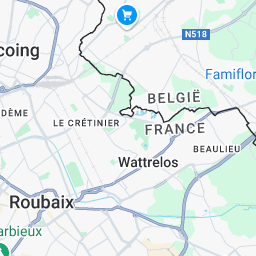 N518
coing
Famiflor
BELGIË
DÈME
LE CRÉTINIER
FRANCE
BEAULIEU
Wattrelos
Roubaix
arbieux